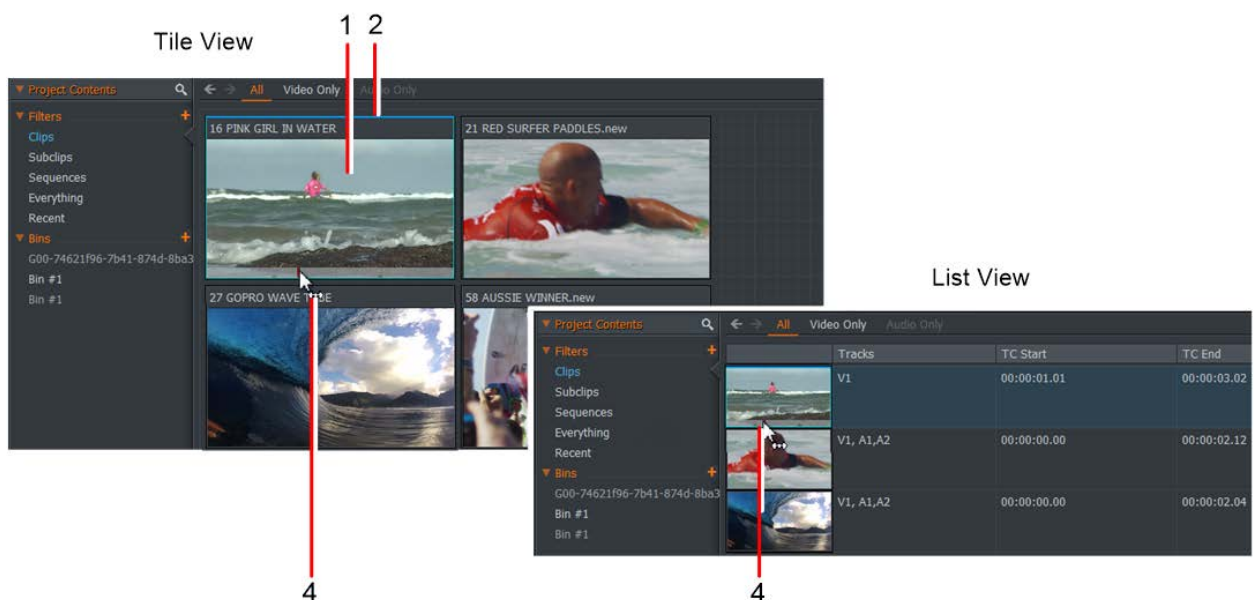 1 2
Tile View
Project Contents
All Video Only Audio Only
Filters +
Clips
Subclips
Sequences
Everything
Recent
Bins +
G00-74621f96-7b41-874d-8ba3
Bin #1
Bin #1
16 PINK GIRL IN WATER
21 RED SURFER PADDLES.new
27 GOPRO WAVE
58 AUSSIE WINNER.new
List View
Project Contents
All Video Only Audio Only
Filters +
Clips
Subclips
Sequences
Everything
Recent
Bins +
G00-74621f96-7b41-874d-8ba3
Bin #1
Bin #1
Tracks TC Start TC End
V1 00:00:01.01 00:00:03.02
V1, A1,A2 00:00:00.00 00:00:02.12
V1, A1,A2 00:00:00.00 00:00:02.04
4 4